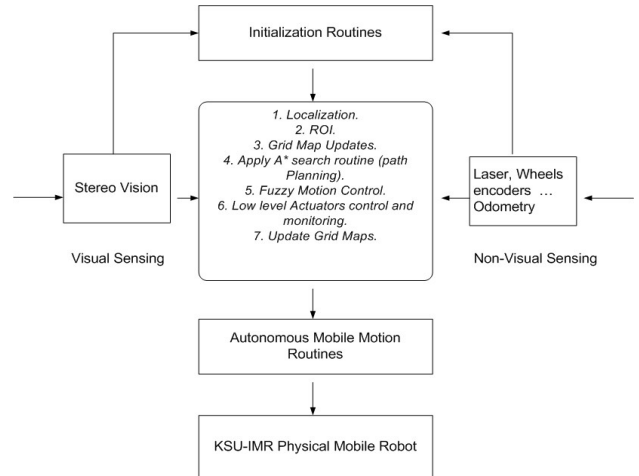 Initialization Routines
1. Localization.
2. ROI.
3. Grid Map Updates.
4. Apply A* search routine (path
Planning).
5. Fuzzy Motion Control.
6. Low level Actuators control and
monitoring.
7. Update Grid Maps.
Stereo Vision
Visual Sensing
Laser, Wheels
encoders ...
Odometry
Non-Visual Sensing
Autonomous Mobile Motion
Routines
KSU-IMR Physical Mobile Robot